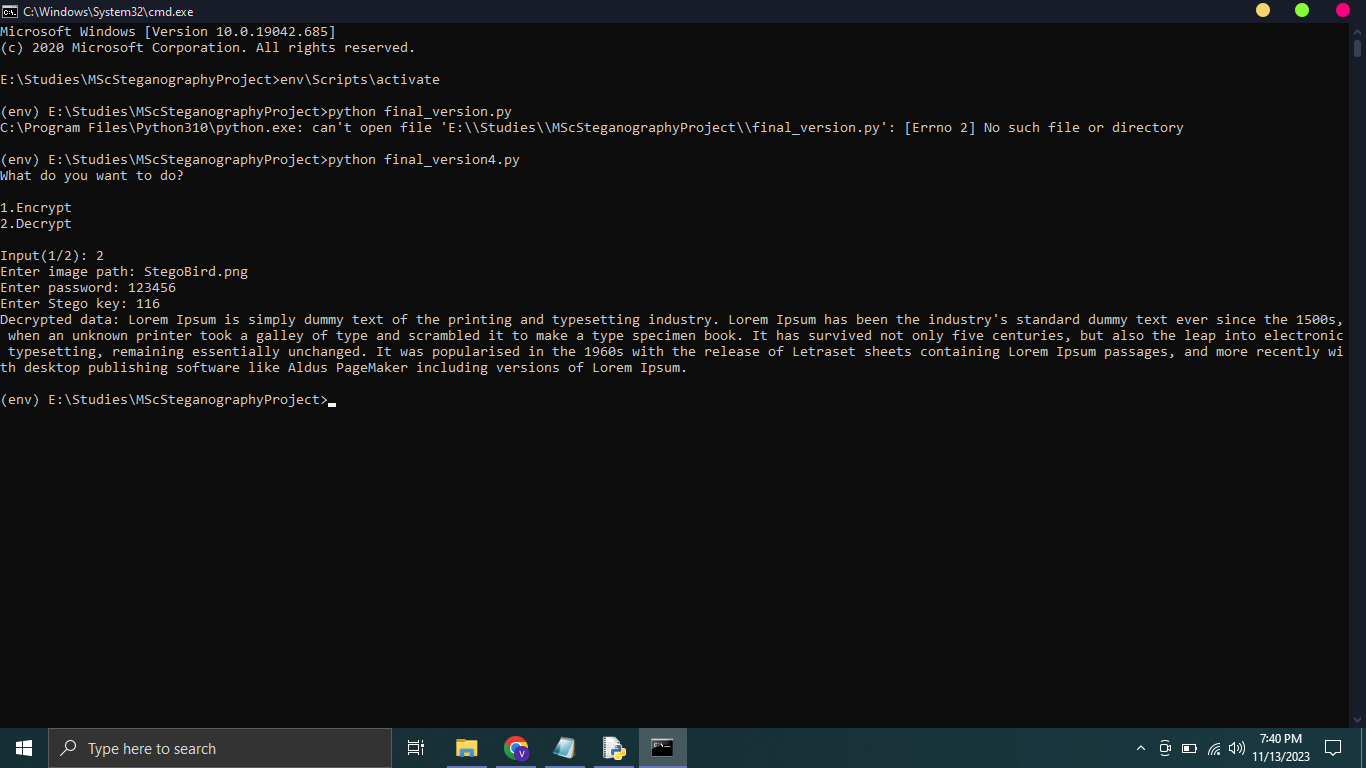 C:\Windows\System32\cmd.exe
Microsoft Windows [Version 10.0.19042.685]
(c) 2020 Microsoft Corporation. All rights reserved.
E:\Studies\MScSteganographyProject>env\Scripts\activate
(env) E:\Studies\MScSteganographyProject>python final_version.py
C:\Program Files\Python310\python.exe: can't open file 'E:\\Studies\\MScSteganographyProject\\final_version.py': [Errno 2] No such file or directory
(env) E:\Studies\MScSteganographyProject>python final_version4.py
What do you want to do?
1.Encrypt
2.Decrypt
Input(1/2): 2
Enter image path: StegoBird.png
Enter password: 123456
Enter Stego key: 116
Decrypted data: Lorem Ipsum is simply dummy text of the printing and typesetting industry. Lorem Ipsum has been the industry's standard dummy text ever since the 1500s,
 when an unknown printer took a galley of type and scrambled it to make a type specimen book. It has survived not only five centuries, but also the leap into electronic
 typesetting, remaining essentially unchanged. It was popularised in the 1960s with the release of Letraset sheets containing Lorem Ipsum passages, and more recently wi
th desktop publishing software like Aldus PageMaker including versions of Lorem Ipsum.
(env) E:\Studies\MScSteganographyProject>
Type here to search
V
7:40 PM
11/13/2023